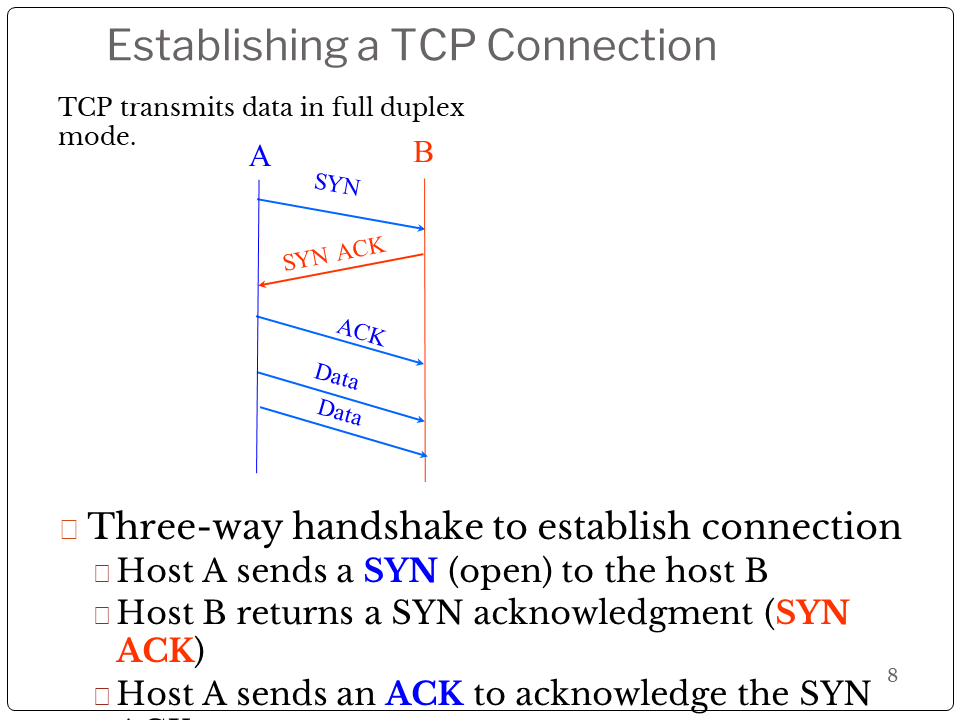 Establishing a TCP Connection
TCP transmits data in full duplex
mode.
A
B
SYN
SYN ACK
ACK
Data
Data
Three-way handshake to establish connection
Host A sends a SYN (open) to the host B
Host B returns a SYN acknowledgment (SYN
ACK)
Host A sends an ACK to acknowledge the SYN
ACK
8